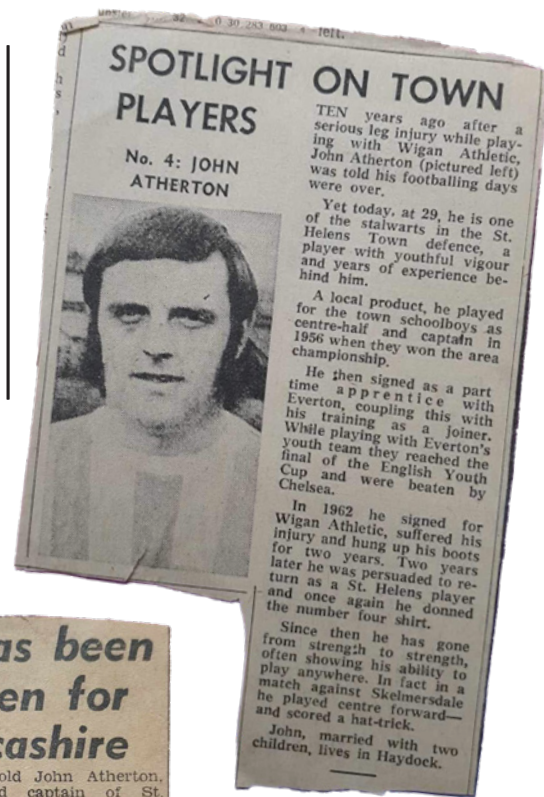 52
left.
SPOTLIGHT ON TOWN
PLAYERS
No. 4: JOHN
ATHERTON
TEN years ago after a
serious leg injury while play-
ing with Wigan Athletic,
John Atherton (pictured left)
was told his footballing days
were over.
Yet today, at 29, he is one
of the stalwarts in the St.
Helens Town defence, a
player with youthful vigour
and years of experience be-
hind him.
A local product, he played
for the town schoolboys as
centre-half and captain in
1956 when they won the area
championship.
He then signed as a part
time apprentice with
Everton, coupling this with
his training as a joiner.
While playing with Everton's
youth team they reached the
final of the English Youth
Cup and were beaten by
Chelsea.
In 1962 he signed for
Wigan Athletic, suffered his
injury and hung up his boots
for two years. Two years
later he was persuaded to re-
turn as a St. Helens player
and once again he donned
the number four shirt.
Since then he has gone
from strength to strength,
often showing his ability to
play anywhere. In fact in a
match against Skelmersdale
he played centre forward—
and scored a hat-trick.
John, married with two
children, lives in Haydock.
as been
en for
cashire
old John Atherton,
captain of St.